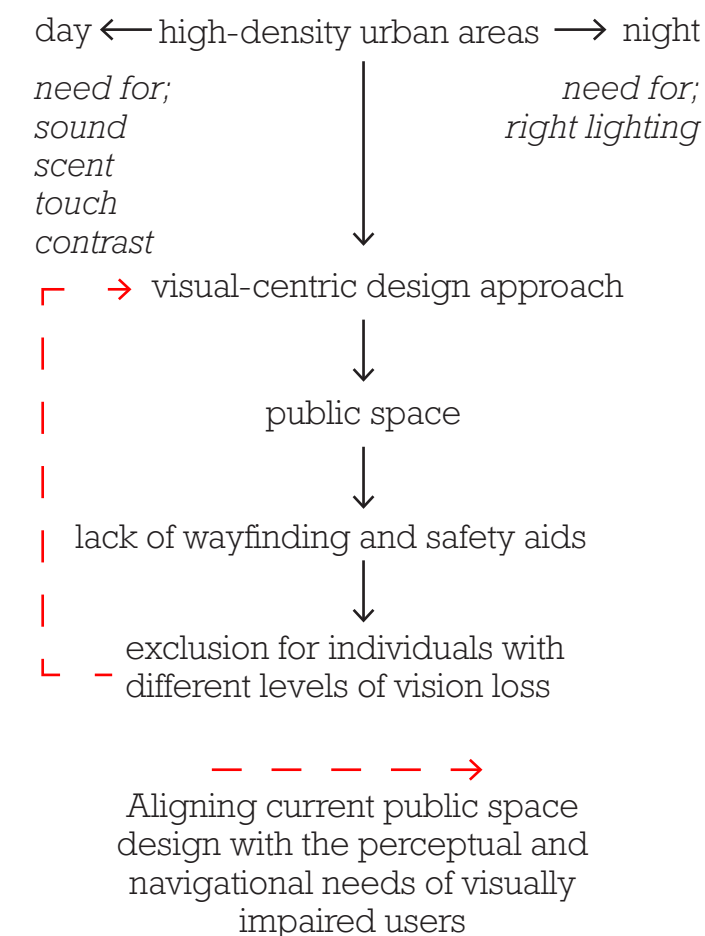 day high-density urban areas night
need for;
sound
scent
touch
contrast
need for;
right lighting
visual-centric design approach
public space
lack of wayfinding and safety aids
exclusion for individuals with
different levels of vision loss
Aligning current public space
design with the perceptual and
navigational needs of visually
impaired users